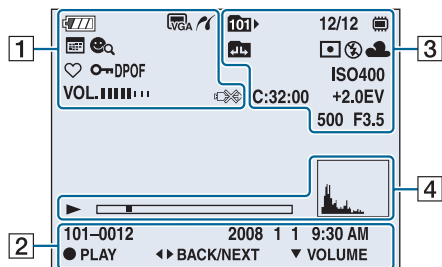 1
VGA
101
12/12
3
DPOF
ISO400
VOL.
C:32:00
+2.0EV
500 F3.5
4
2
101–0012
2008 1 1 9:30 AM
PLAY
BACK/NEXT
VOLUME